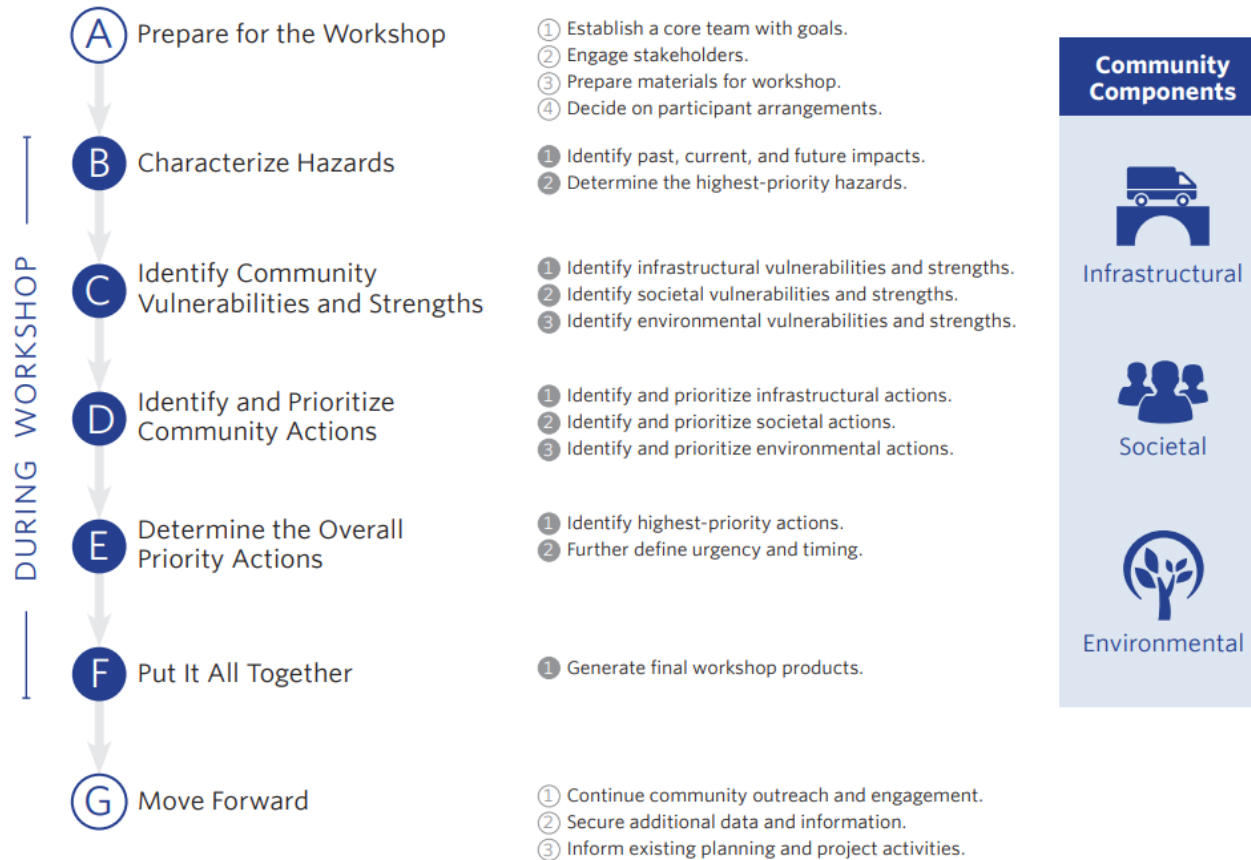 A Prepare for the Workshop
1 Establish a core team with goals.
2 Engage stakeholders.
3 Prepare materials for workshop.
4 Decide on participant arrangements.
DURING WORKSHOP
B Characterize Hazards
1 Identify past, current, and future impacts.
2 Determine the highest-priority hazards.
C Identify Community
Vulnerabilities and Strengths
1 Identify infrastructural vulnerabilities and strengths.
2 Identify societal vulnerabilities and strengths.
3 Identify environmental vulnerabilities and strengths.
D Identify and Prioritize
Community Actions
1 Identify and prioritize infrastructural actions.
2 Identify and prioritize societal actions.
3 Identify and prioritize environmental actions.
E Determine the Overall
Priority Actions
1 Identify highest-priority actions.
2 Further define urgency and timing.
F Put It All Together
1 Generate final workshop products.
G Move Forward
1 Continue community outreach and engagement.
2 Secure additional data and information.
3 Inform existing planning and project activities.
Community
Components
Infrastructural
Societal
Environmental